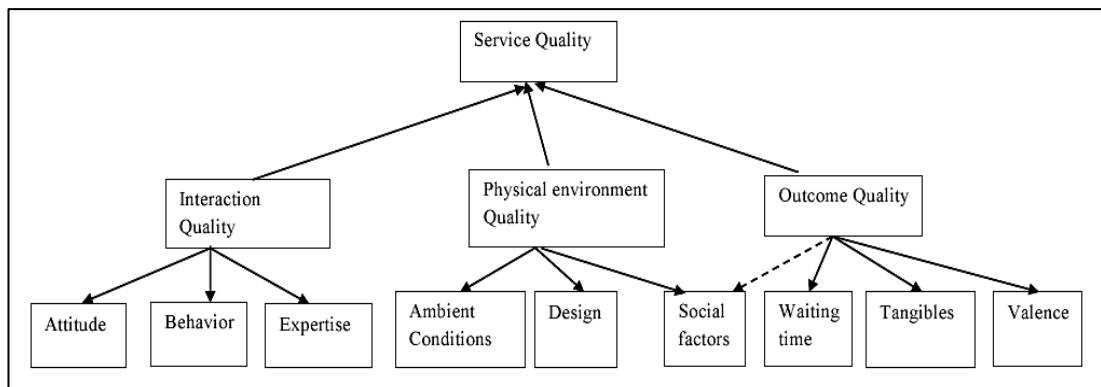 Service Quality
Interaction
Quality
Physical environment
Quality
Outcome Quality
Attitude
Behavior
Expertise
Ambient
Conditions
Design
Social
factors
Waiting
time
Tangibles
Valence